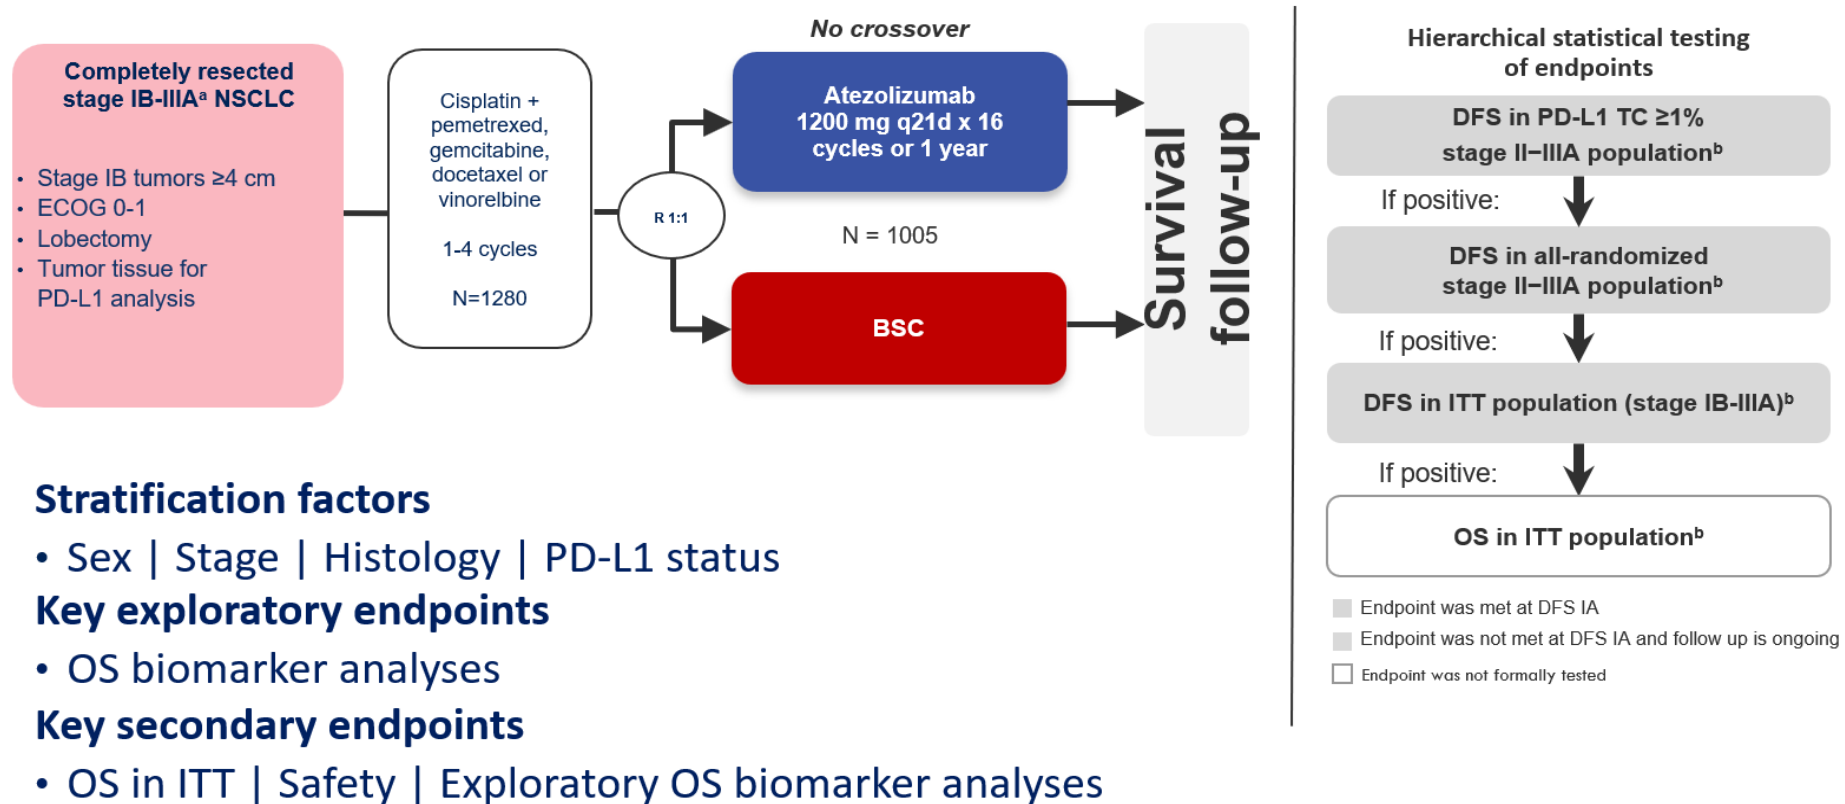 Completely resected
stage IB-IIIAᵃ NSCLC
• Stage IB tumors ≥4 cm
• ECOG 0-1
• Lobectomy
• Tumor tissue for
PD-L1 analysis
Cisplatin +
pemetrexed,
gemcitabine,
docetaxel or
vinorelbine
1-4 cycles
N=1280
R 1:1
No crossover
Atezolizumab
1200 mg q21d x 16
cycles or 1 year
N = 1005
BSC
Survival
follow-up
Hierarchical statistical testing
of endpoints
DFS in PD-L1 TC ≥1%
stage II–IIIA populationᵇ
If positive:
DFS in all-randomized
stage II–IIIA populationᵇ
If positive:
DFS in ITT population (stage IB-IIIA)ᵇ
If positive:
OS in ITT populationᵇ
Endpoint was met at DFS IA
Endpoint was not met at DFS IA and follow up is ongoing
Endpoint was not formally tested
Stratification factors
• Sex | Stage | Histology | PD-L1 status
Key exploratory endpoints
• OS biomarker analyses
Key secondary endpoints
• OS in ITT | Safety | Exploratory OS biomarker analyses